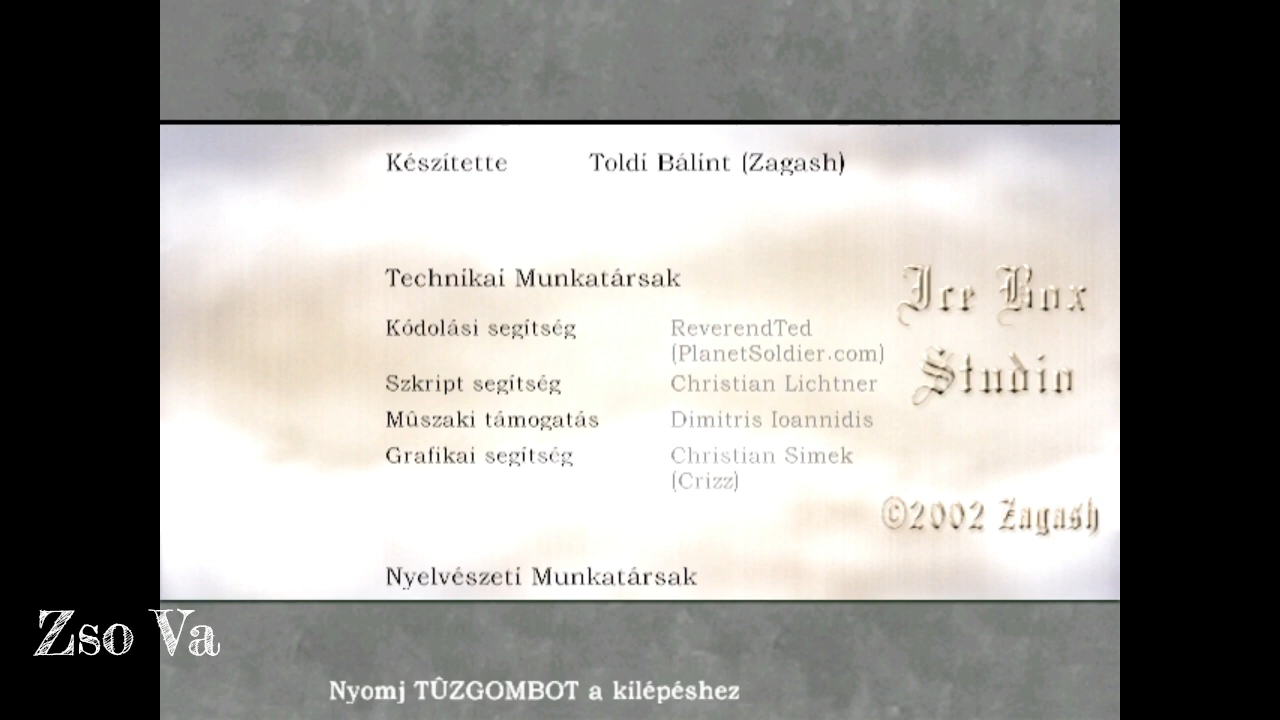 Készítette Toldi Bálint (Zagash)
Technikai Munkatársak
Kódolási segítség ReverendTed
(PlanetSoldier.com)
Szkript segítség Christian Lichtner
Mûszaki támogatás Dimitris Ioannidis
Grafikai segítség Christian Simek
(Crizz)
Ice Box
Studio
©2002 Zagash
Nyelvészeti Munkatársak
Zso Va
Nyomj TÛZGOMBOT a kilépéshez